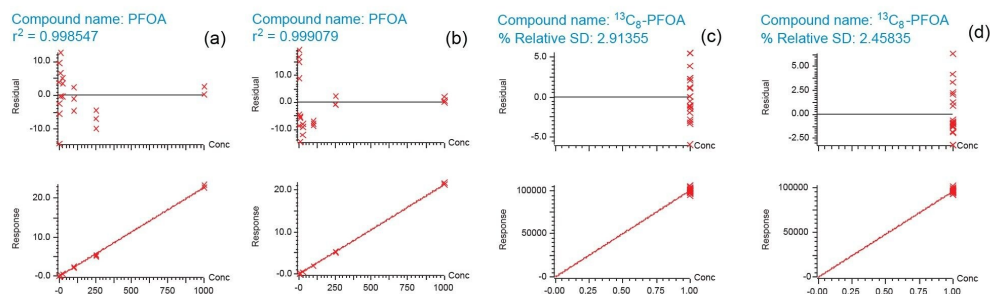 Compound name: PFOA
r² = 0.998547
(a)
10.0
0.0
-10.0
Residual
Conc
20.0
10.0
-0.0
Response
Conc
-0 250 500 750 1000
Compound name: PFOA
r² = 0.999079
(b)
10.0
0.0
-10.0
Residual
Conc
20.0
10.0
-0.0
Response
Conc
-0 250 500 750 1000
Compound name: ¹³C₈-PFOA
% Relative SD: 2.91355
(c)
5.0
0.0
-5.0
Residual
Conc
100000
50000
-0
Response
Conc
0.00 0.25 0.50 0.75 1.00
Compound name: ¹³C₈-PFOA
% Relative SD: 2.45835
(d)
5.00
2.50
0.00
-2.50
Residual
Conc
100000
50000
-0
Response
Conc
0.00 0.25 0.50 0.75 1.00